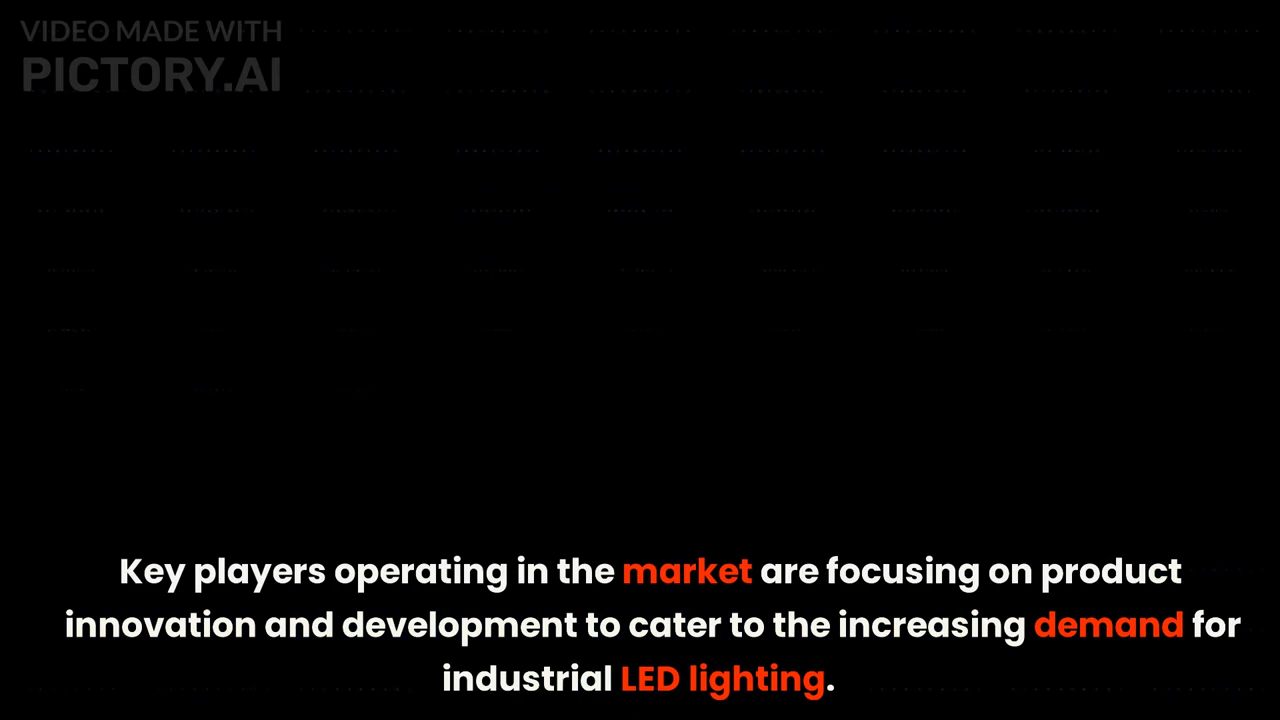 VIDEO MADE WITH
PICTORY.AI
Key players operating in the market are focusing on product
innovation and development to cater to the increasing demand for
industrial LED lighting.